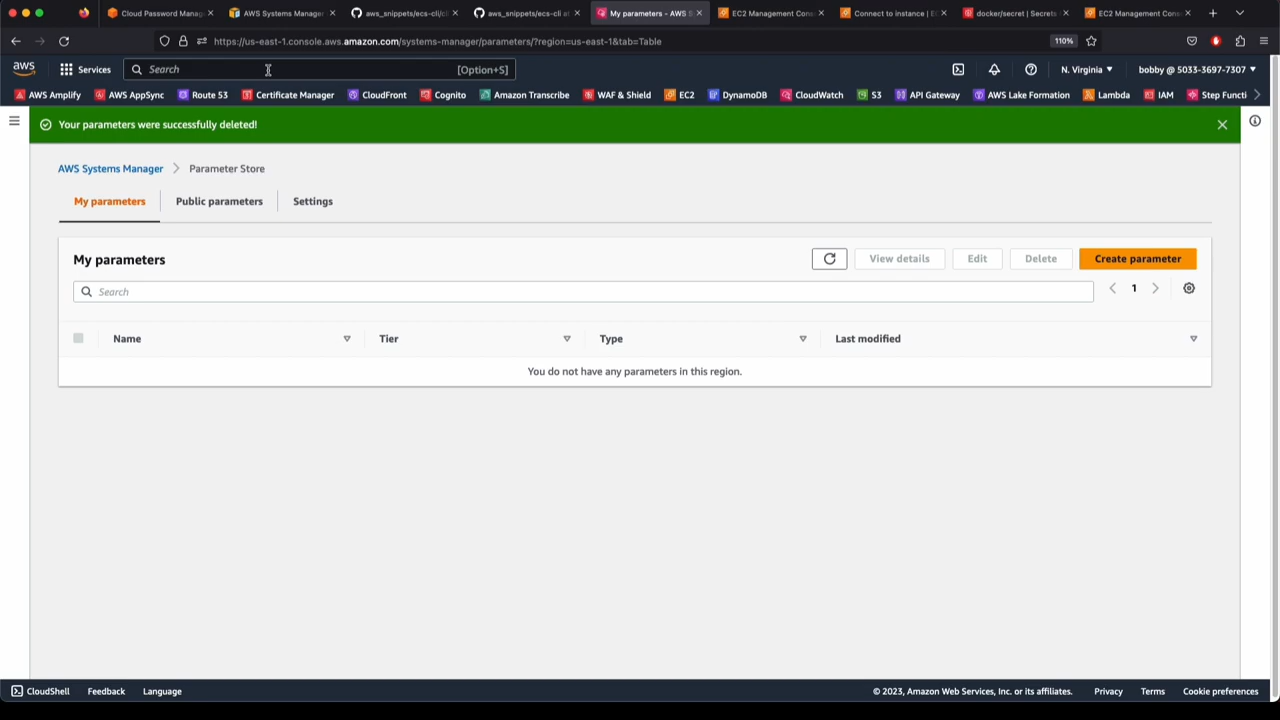 Cloud Password Manag
AWS Systems Manager
aws_snippets/ecs-cli/cli
aws_snippets/ecs-cli at
My parameters - AWS S
EC2 Management Cons
Connect to instance | EC
docker/secret | Secrets
EC2 Management Cons
https://us-east-1.console.aws.amazon.com/systems-manager/parameters/?region=us-east-1&tab=Table
110%
aws
Services
Search
[Option+S]
N. Virginia
bobby @ 5033-3697-7307
AWS Amplify
AWS AppSync
Route 53
Certificate Manager
CloudFront
Cognito
Amazon Transcribe
WAF & Shield
EC2
DynamoDB
CloudWatch
S3
API Gateway
AWS Lake Formation
Lambda
IAM
Step Functi
Your parameters were successfully deleted!
AWS Systems Manager
Parameter Store
My parameters
Public parameters
Settings
My parameters
View details
Edit
Delete
Create parameter
Search
1
Name
Tier
Type
Last modified
You do not have any parameters in this region.
CloudShell
Feedback
Language
© 2023, Amazon Web Services, Inc. or its affiliates.
Privacy
Terms
Cookie preferences